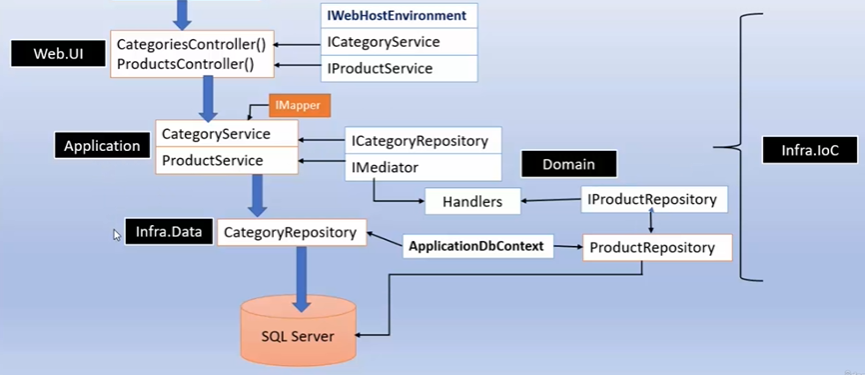 IWebHostEnvironment
Web.UI
CategoriesController()
ProductsController()
ICategoryService
IProductService
IMapper
Application
CategoryService
ProductService
ICategoryRepository
IMediator
Domain
Infra.IoC
Handlers
IProductRepository
Infra.Data
CategoryRepository
ApplicationDbContext
ProductRepository
SQL Server